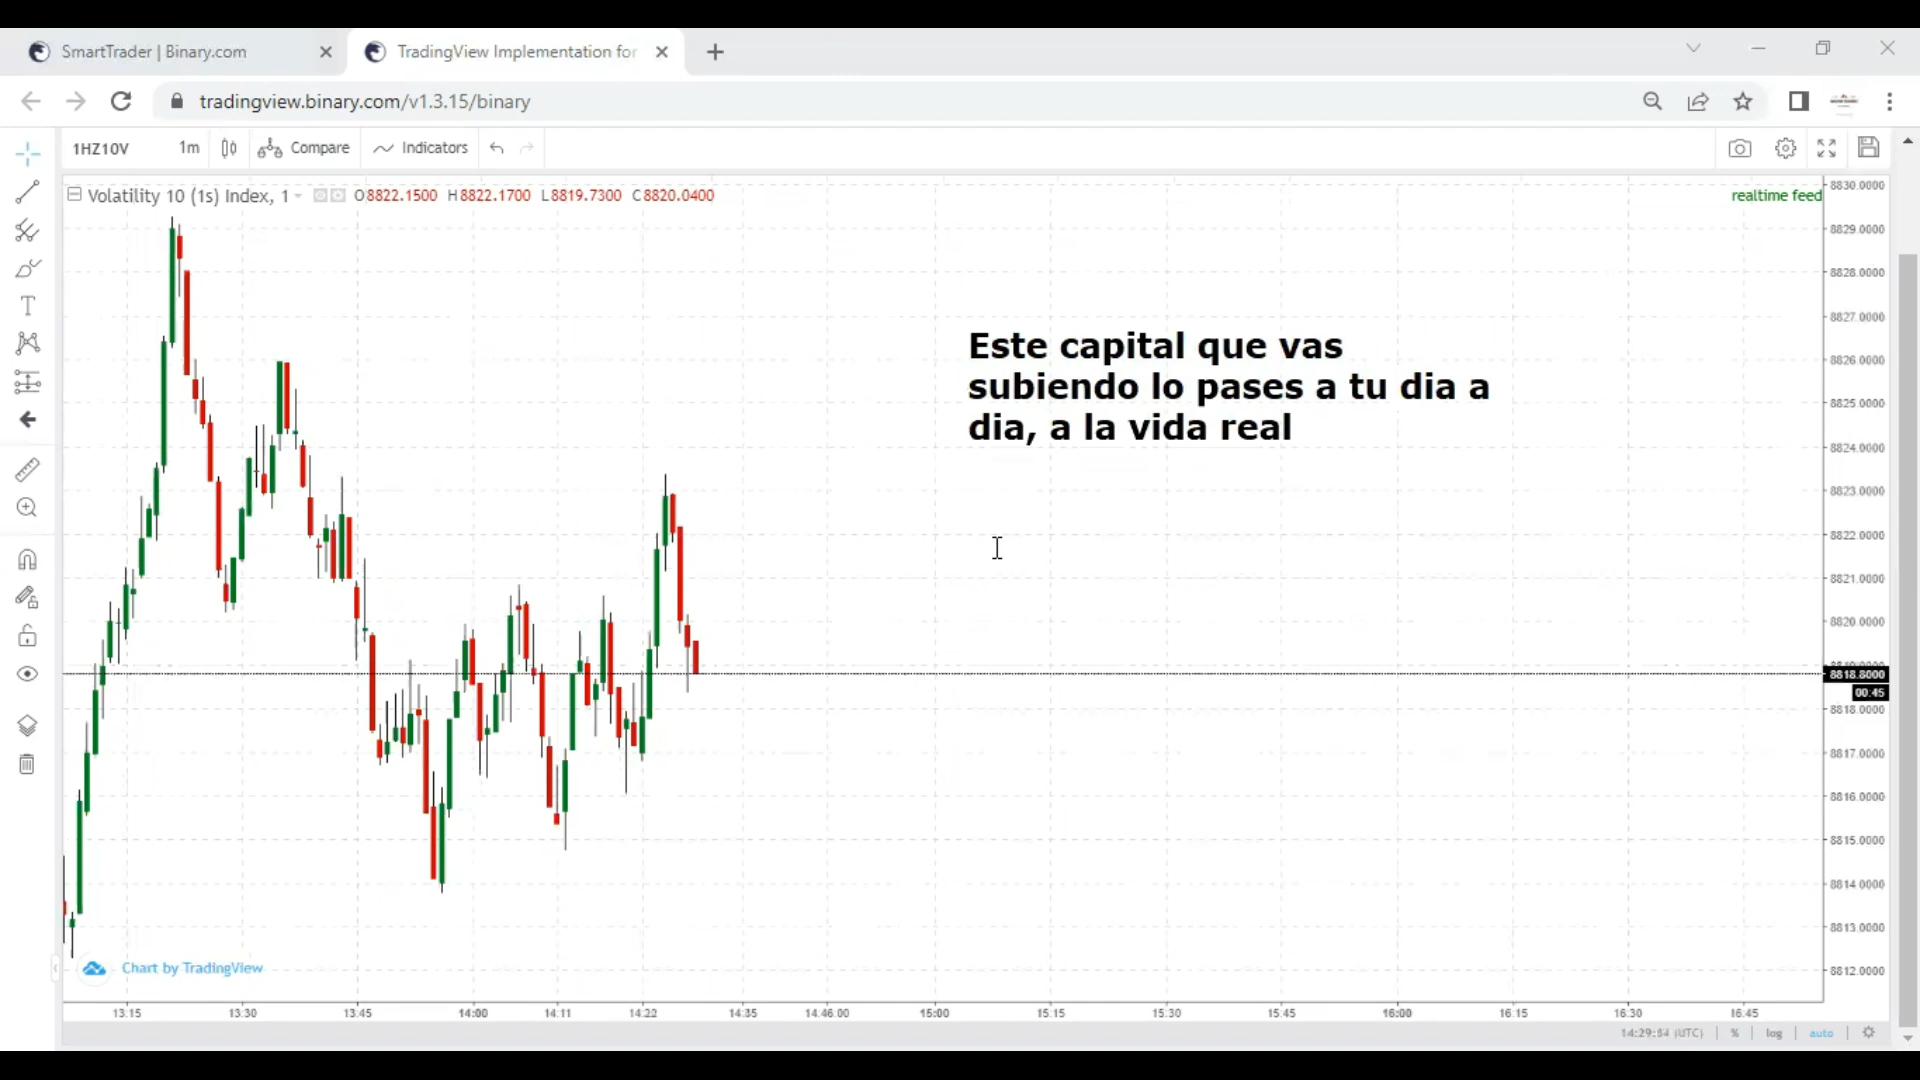 SmartTrader | Binary.com
TradingView Implementation for
tradingview.binary.com/v1.3.15/binary
1HZ10V 1m Compare Indicators
Volatility 10 (1s) Index, 1 O8822.1500 H8822.1700 L8819.7300 C8820.0400
realtime feed
8830.0000
8829.0000
8828.0000
8827.0000
8826.0000
8825.0000
8824.0000
8823.0000
8822.0000
8821.0000
8820.0000
8818.8000
00:45
8818.0000
8817.0000
8816.0000
8815.0000
8814.0000
8813.0000
8812.0000
Este capital que vas
subiendo lo pases a tu dia a
dia, a la vida real
Chart by TradingView
13:15 13:30 13:45 14:00 14:11 14:22 14:35 14:46:00 15:00 15:15 15:30 15:45 16:00 16:15 16:30 16:45
(UTC) % log auto